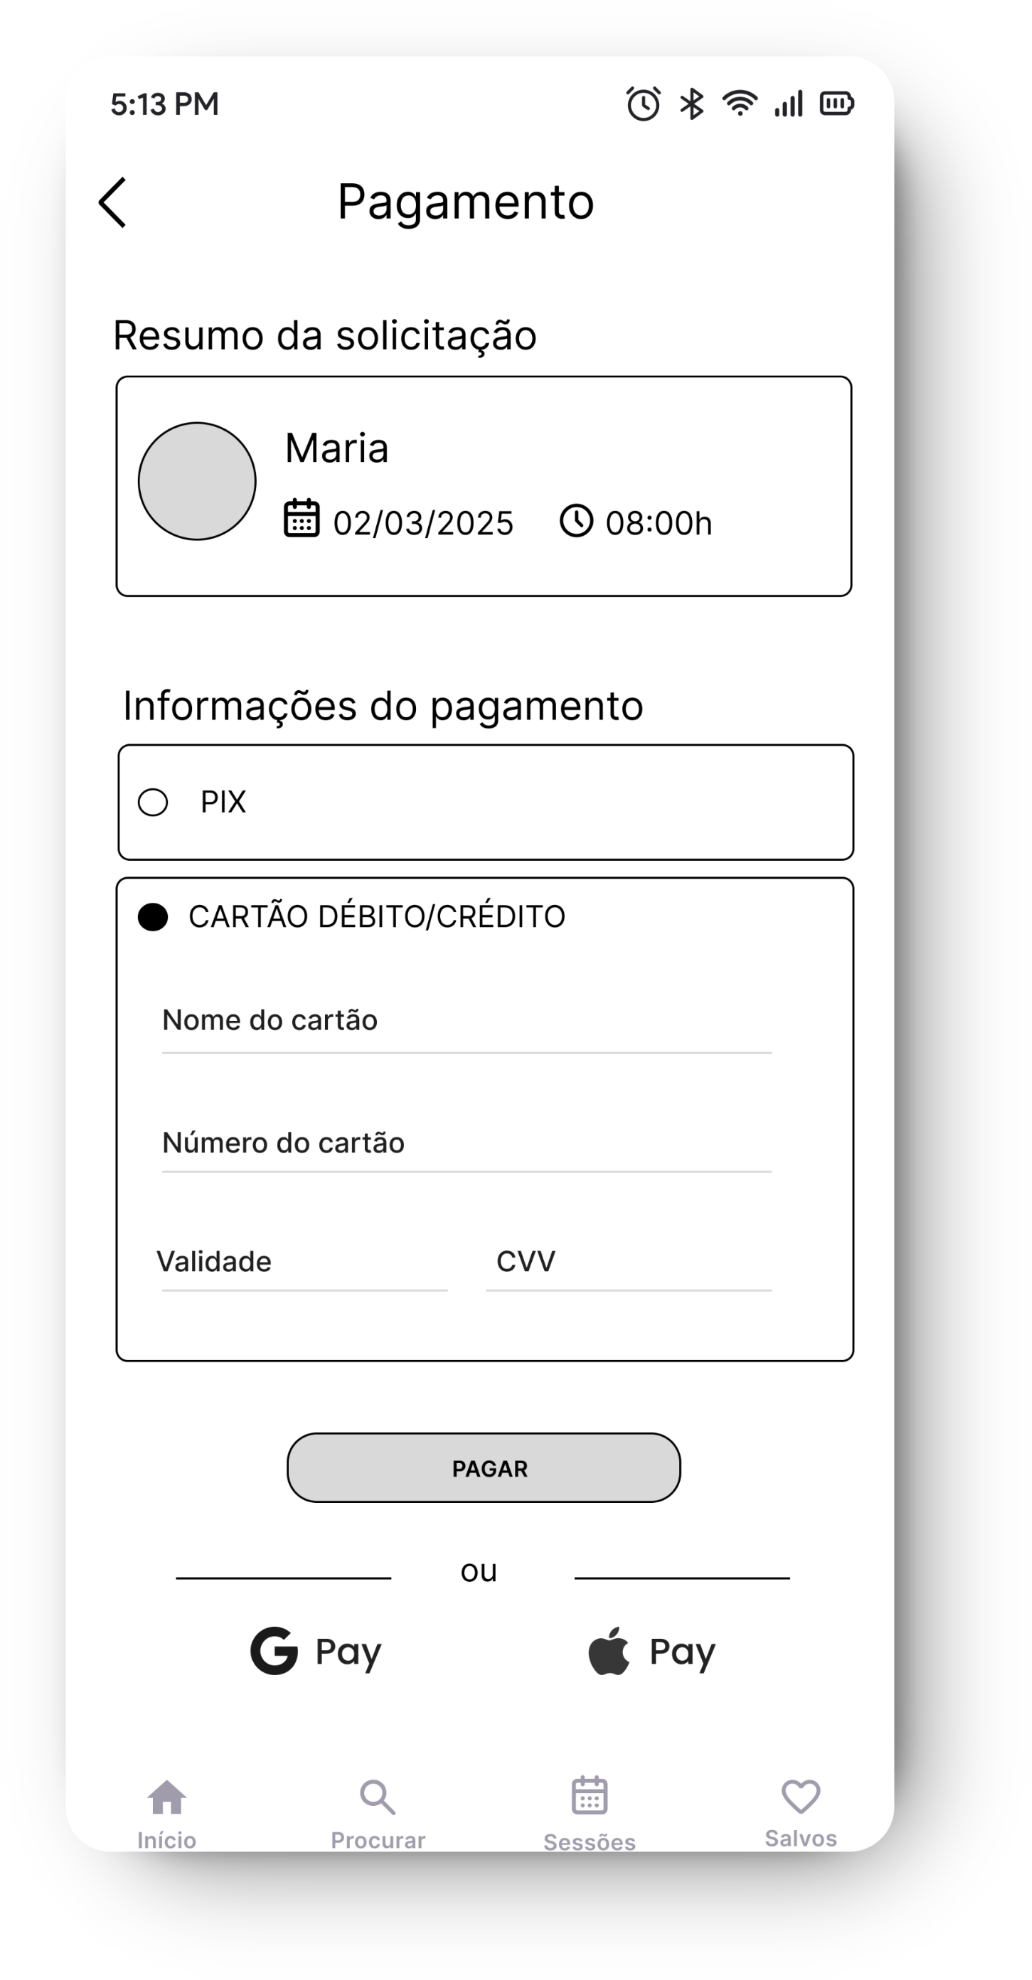 5:13 PM
Pagamento
Resumo da solicitação
Maria
02/03/2025 08:00h
Informações do pagamento
PIX
CARTÃO DÉBITO/CRÉDITO
Nome do cartão
Número do cartão
Validade CVV
PAGAR
ou
G Pay Pay
Início Procurar Sessões Salvos